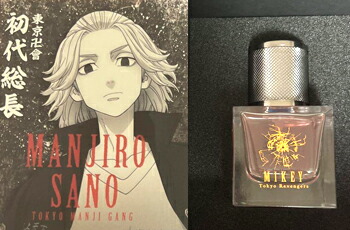 東京卍會
初代総長
MANJIRO
SANO
TOKYO MANJI GANG
MIKEY
Tokyo Revengers